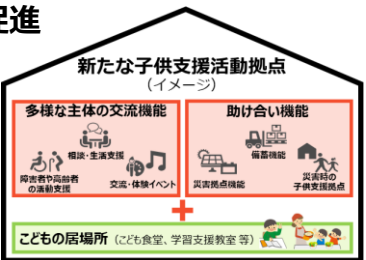 促進
新たな子供支援活動拠点
（イメージ）
多様な主体の交流機能
相談・生活支援
障害者や高齢者
の活動支援
交流・体験イベント
助け合い機能
備蓄機能
災害拠点機能
災害時の
子供支援拠点
+
こどもの居場所（こども食堂、学習支援教室 等）